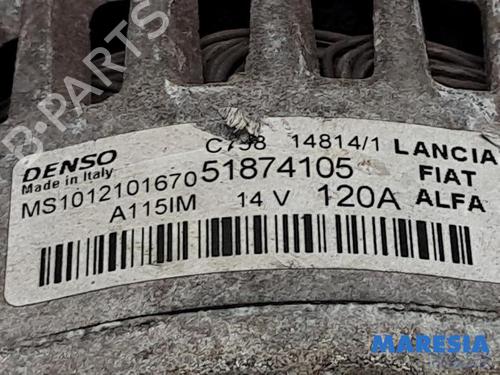 C738 14814/1 LANCIA
DENSO
Made in Italy
MS1012101670 51874105 FIAT
A115IM 14 V 120A ALFA
B-PARTS
MARESIA